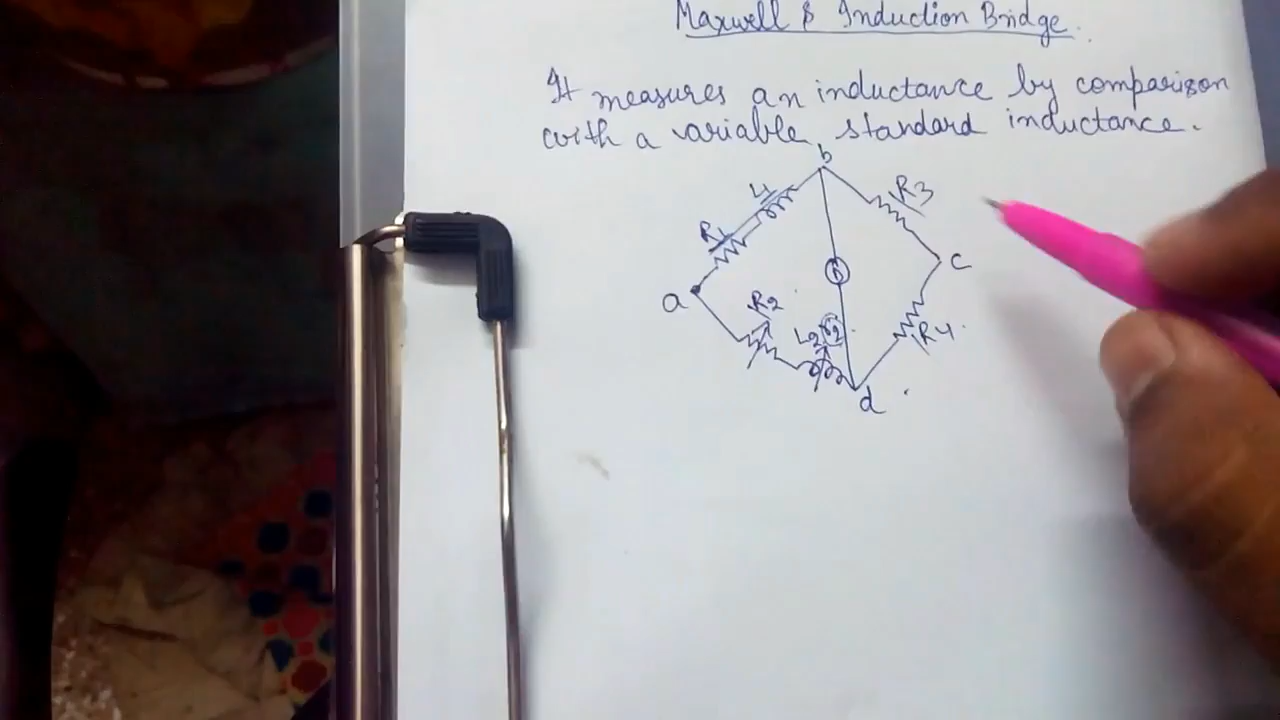 Maxwell's Induction Bridge.
It measures an inductance by comparison
with a variable standard inductance.
b
L1
R3
R1
c
a
R2
L2
r2
R4
d